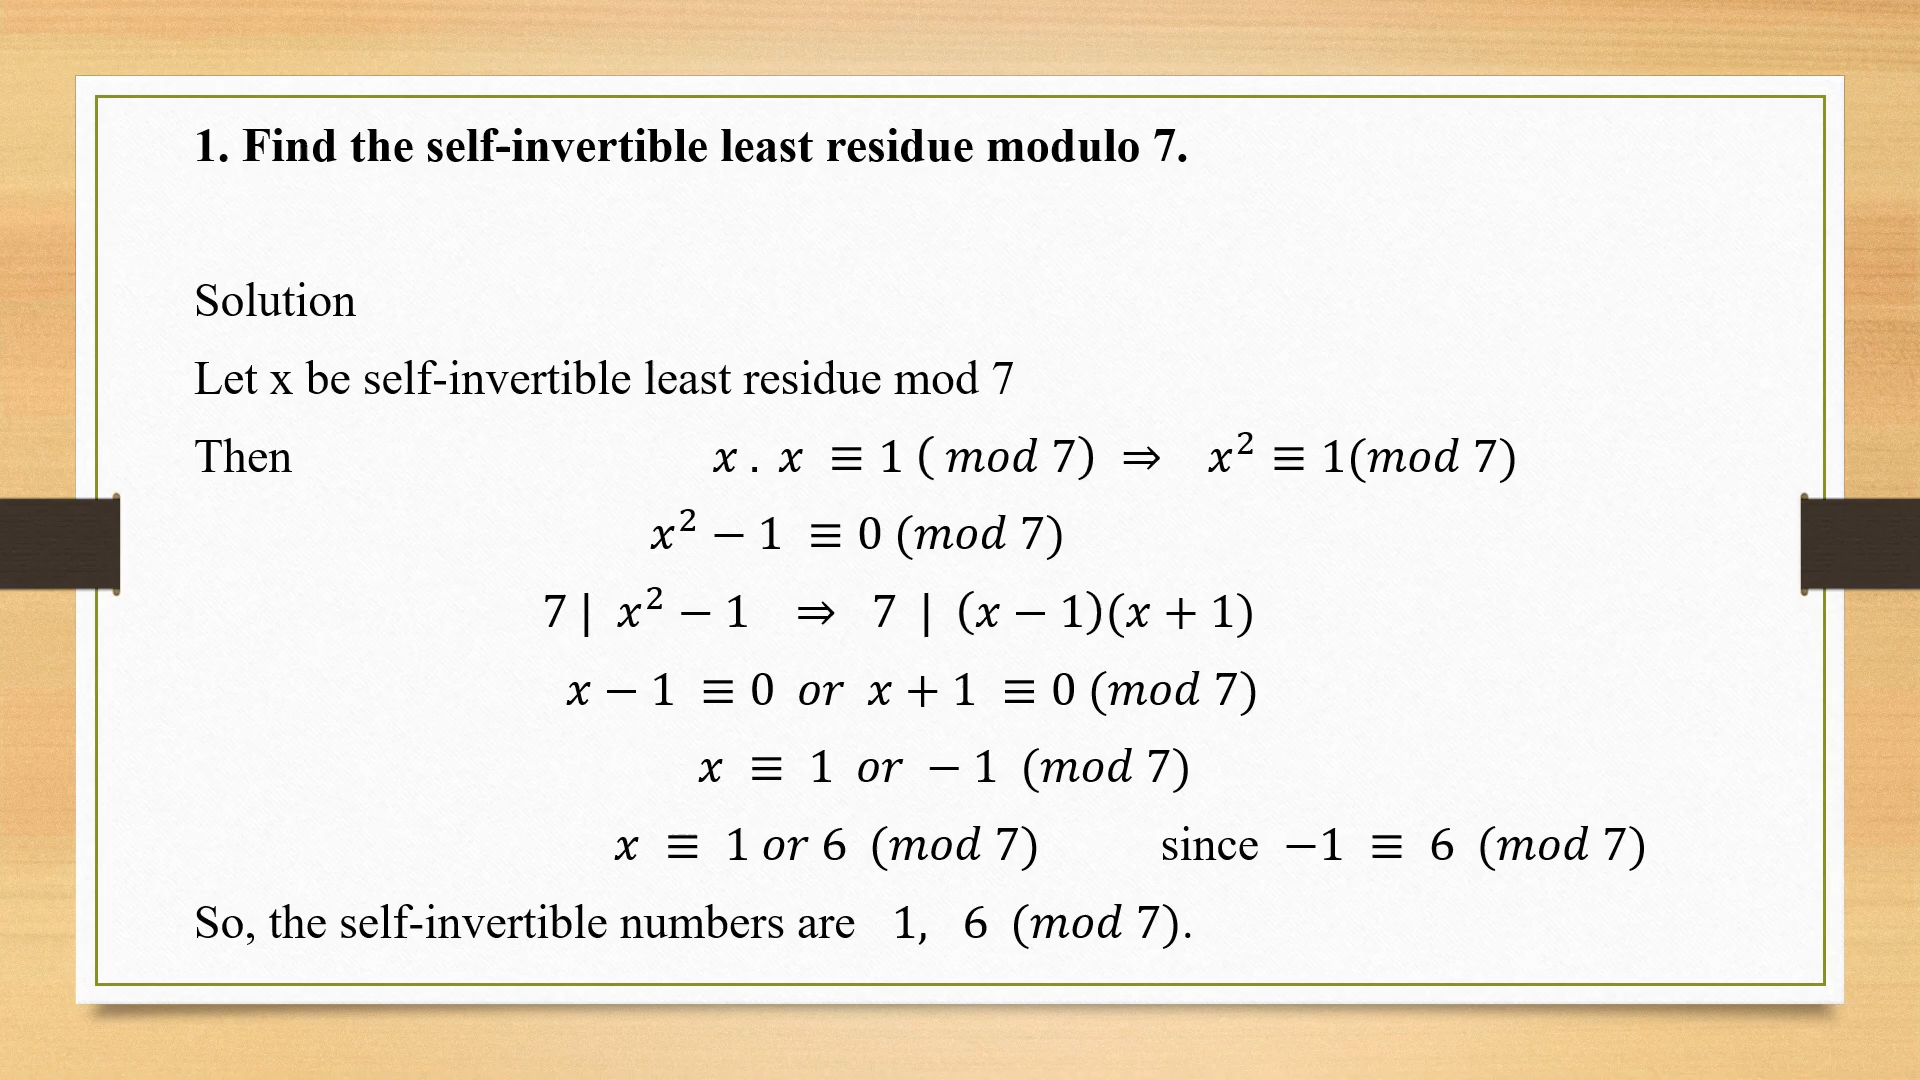 1. Find the self-invertible least residue modulo 7.
Solution
Let x be self-invertible least residue mod 7
Then x . x ≡ 1 ( mod 7) ⇒ x² ≡ 1(mod 7)
x² − 1 ≡ 0 (mod 7)
7 | x² − 1 ⇒ 7 | (x − 1)(x + 1)
x − 1 ≡ 0 or x + 1 ≡ 0 (mod 7)
x ≡ 1 or − 1 (mod 7)
x ≡ 1 or 6 (mod 7) since −1 ≡ 6 (mod 7)
So, the self-invertible numbers are 1, 6 (mod 7).